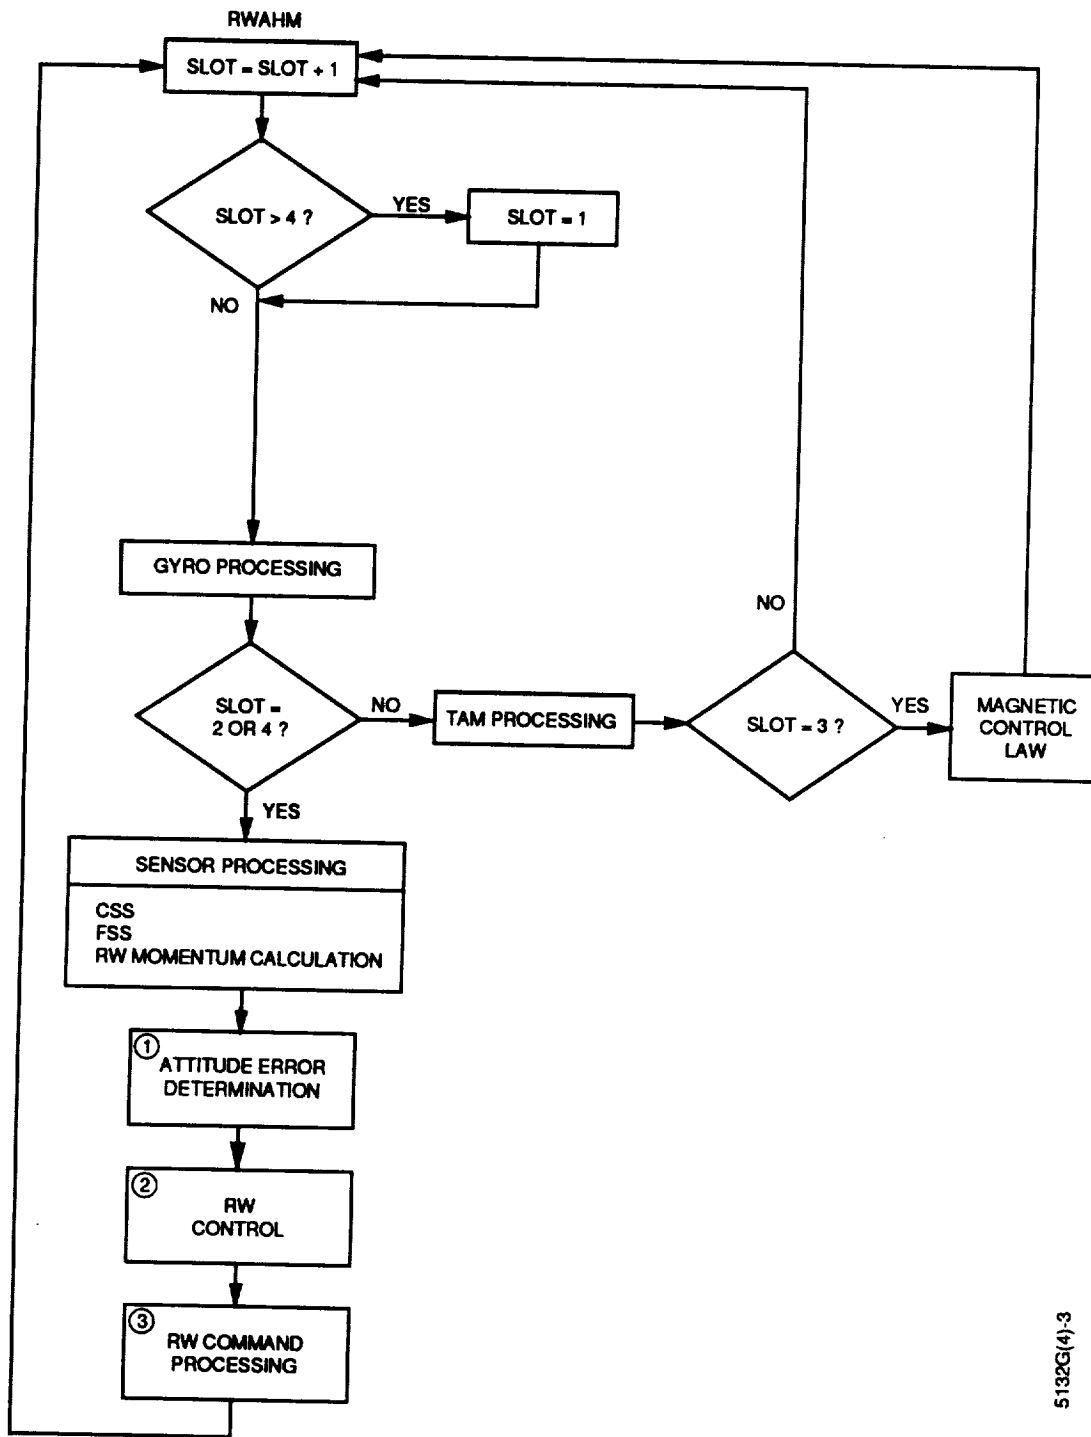 RWAHM
SLOT = SLOT + 1
SLOT > 4 ?
YES
SLOT = 1
NO
GYRO PROCESSING
SLOT =
2 OR 4 ?
NO
TAM PROCESSING
SLOT = 3 ?
NO
YES
MAGNETIC
CONTROL
LAW
YES
SENSOR PROCESSING
CSS
FSS
RW MOMENTUM CALCULATION
1
ATTITUDE ERROR
DETERMINATION
2
RW
CONTROL
3
RW COMMAND
PROCESSING
5132G(4)-3